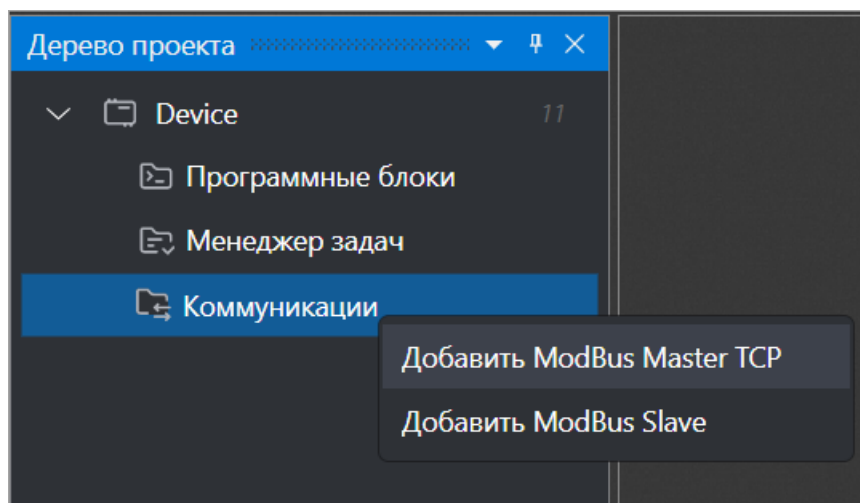 Дерево проекта
Device 11
Программные блоки
Менеджер задач
Коммуникации
Добавить ModBus Master TCP
Добавить ModBus Slave